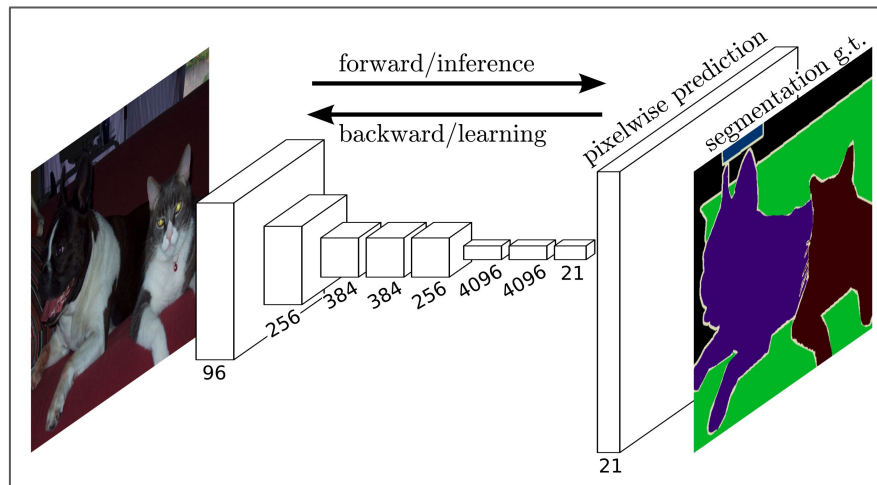 forward/inference
backward/learning
pixelwise prediction
segmentation g.t.
96
256
384
384
256
4096
4096
21
21